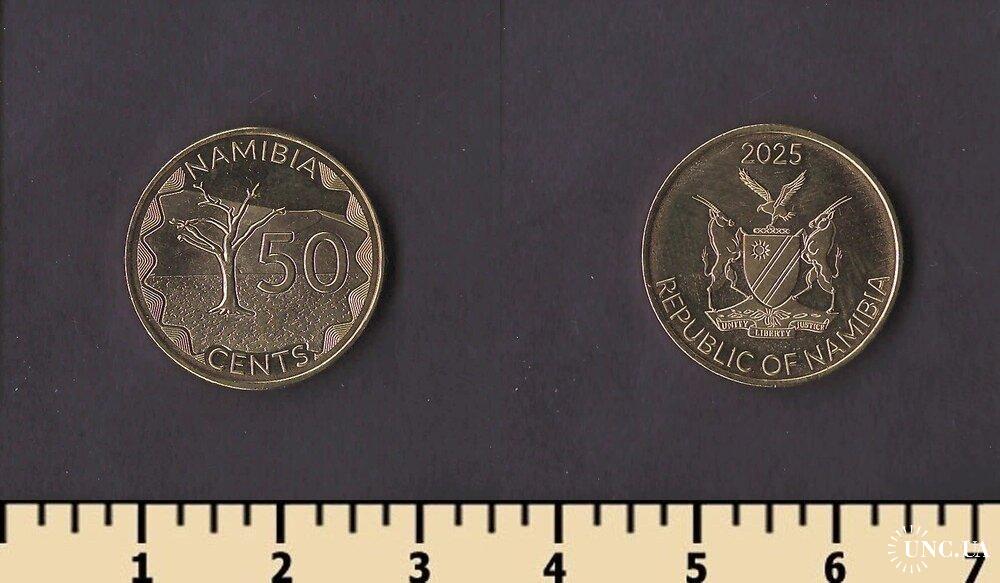 NAMIBIA
50
CENTS
2025
UNITY LIBERTY JUSTICE
REPUBLIC OF NAMIBIA
1 2 3 4 5 6 7
UNC.UA